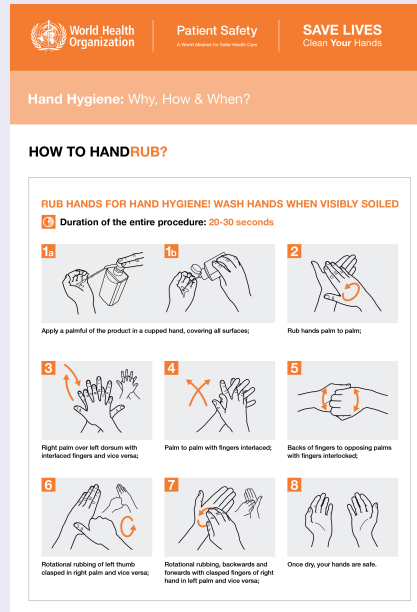 World Health
Organization
Patient Safety
A World Alliance for Safer Health Care
SAVE LIVES
Clean Your Hands
Hand Hygiene: Why, How & When?
HOW TO HANDRUB?
RUB HANDS FOR HAND HYGIENE! WASH HANDS WHEN VISIBLY SOILED
Duration of the entire procedure: 20-30 seconds
1a
1b
2
Apply a palmful of the product in a cupped hand, covering all surfaces;
Rub hands palm to palm;
3
4
5
Right palm over left dorsum with
interlaced fingers and vice versa;
Palm to palm with fingers interlaced;
Backs of fingers to opposing palms
with fingers interlocked;
6
7
8
Rotational rubbing of left thumb
clasped in right palm and vice versa;
Rotational rubbing, backwards and
forwards with clasped fingers of right
hand in left palm and vice versa;
Once dry, your hands are safe.